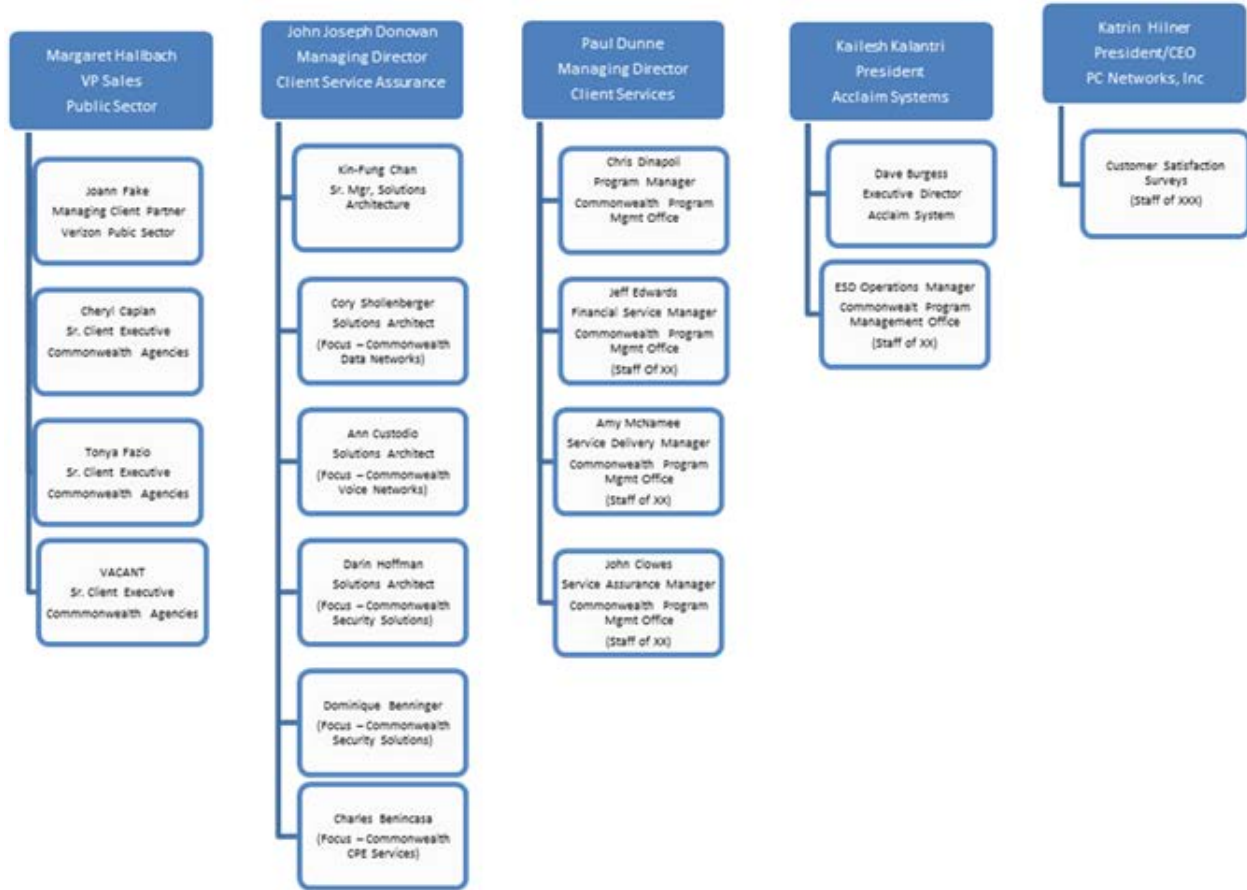 Margaret Hallbach
VP Sales
Public Sector
Joann Fake
Managing Client Partner
Verizon Pubic Sector
Cheryl Caplan
Sr. Client Executive
Commonwealth Agencies
Tonya Fazio
Sr. Client Executive
Commonwealth Agencies
VACANT
Sr. Client Executive
Commmonwealth Agencies
John Joseph Donovan
Managing Director
Client Service Assurance
Kin-Fung Chan
Sr. Mgr, Solutions
Architecture
Cory Shollenberger
Solutions Architect
(Focus – Commonwealth
Data Networks)
Ann Custodio
Solutions Architect
(Focus – Commonwealth
Voice Networks)
Darin Hoffman
Solutions Architect
(Focus – Commonwealth
Security Solutions)
Dominique Benninger
(Focus – Commonwealth
Security Solutions)
Charles Benincasa
(Focus – Commonwealth
CPE Services)
Paul Dunne
Managing Director
Client Services
Chris Dinapoli
Program Manager
Commonwealth Program
Mgmt Office
Jeff Edwards
Financial Service Manager
Commonwealth Program
Mgmt Office
(Staff Of XX)
Amy McNamee
Service Delivery Manager
Commonwealth Program
Mgmt Office
(Staff of XX)
John Clowes
Service Assurance Manager
Commonwealth Program
Mgmt Office
(Staff of XX)
Kailesh Kalantri
President
Acclaim Systems
Dave Burgess
Executive Director
Acclaim System
ESD Operations Manager
Commonwealt Program
Management Office
(Staff of XX)
Katrin Hilner
President/CEO
PC Networks, Inc
Customer Satisfaction
Surveys
(Staff of XXX)